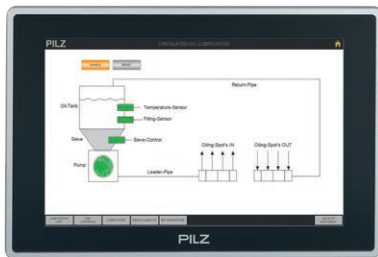 PILZ
CIRCULATED OIL LUBRICATION
Return-Pipe
Oil-Tank
Temperature-Sensor
Filling-Sensor
Sieve
Sieve-Control
Oiling-Spot's IN
Oiling-Spot's OUT
Pump
Leader-Pipe
LUBRICATION
PILZ